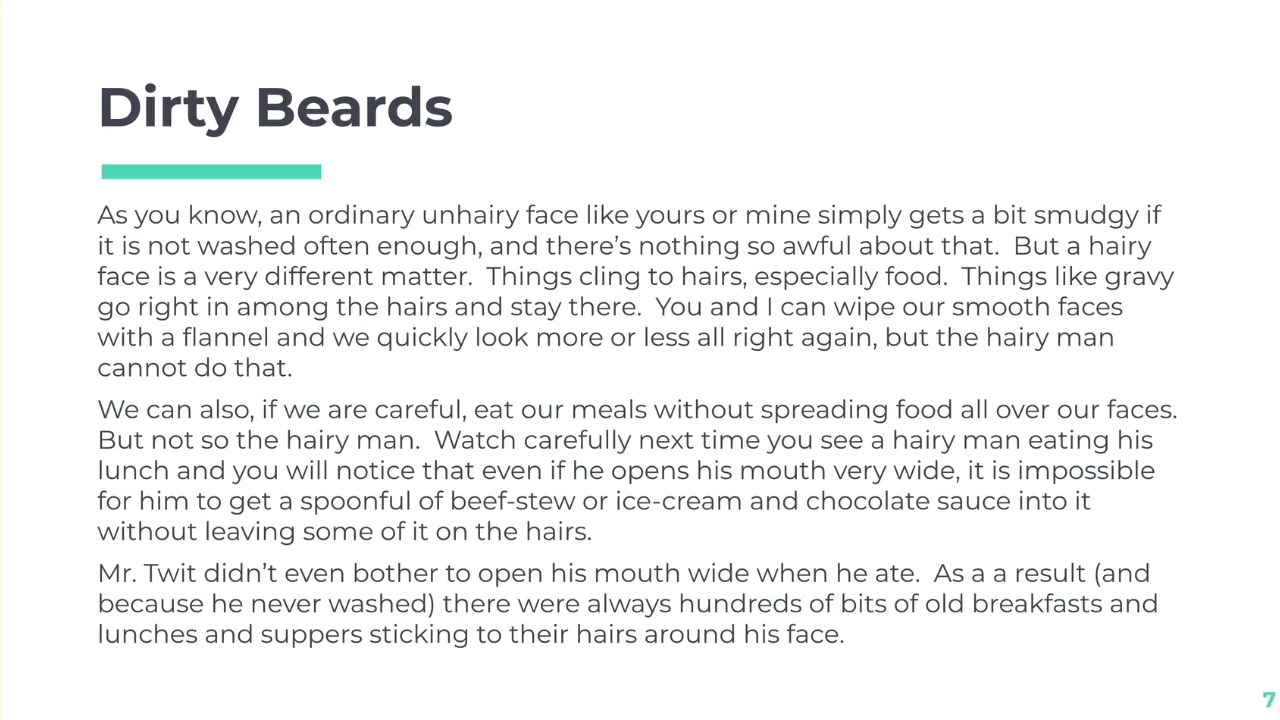 Dirty Beards
As you know, an ordinary unhairy face like yours or mine simply gets a bit smudgy if
it is not washed often enough, and there’s nothing so awful about that.  But a hairy
face is a very different matter.  Things cling to hairs, especially food.  Things like gravy
go right in among the hairs and stay there.  You and I can wipe our smooth faces
with a flannel and we quickly look more or less all right again, but the hairy man
cannot do that.
We can also, if we are careful, eat our meals without spreading food all over our faces.
But not so the hairy man.  Watch carefully next time you see a hairy man eating his
lunch and you will notice that even if he opens his mouth very wide, it is impossible
for him to get a spoonful of beef-stew or ice-cream and chocolate sauce into it
without leaving some of it on the hairs.
Mr. Twit didn’t even bother to open his mouth wide when he ate.  As a a result (and
because he never washed) there were always hundreds of bits of old breakfasts and
lunches and suppers sticking to their hairs around his face.
7